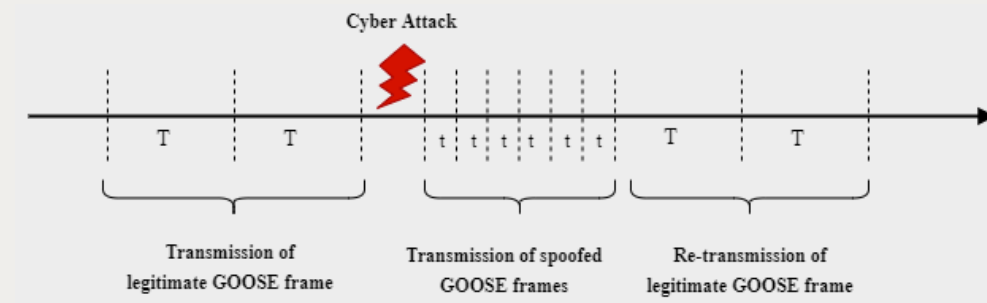 Cyber Attack
T T t t t t t t T T
Transmission of
legitimate GOOSE frame
Transmission of spoofed
GOOSE frames
Re-transmission of
legitimate GOOSE frame